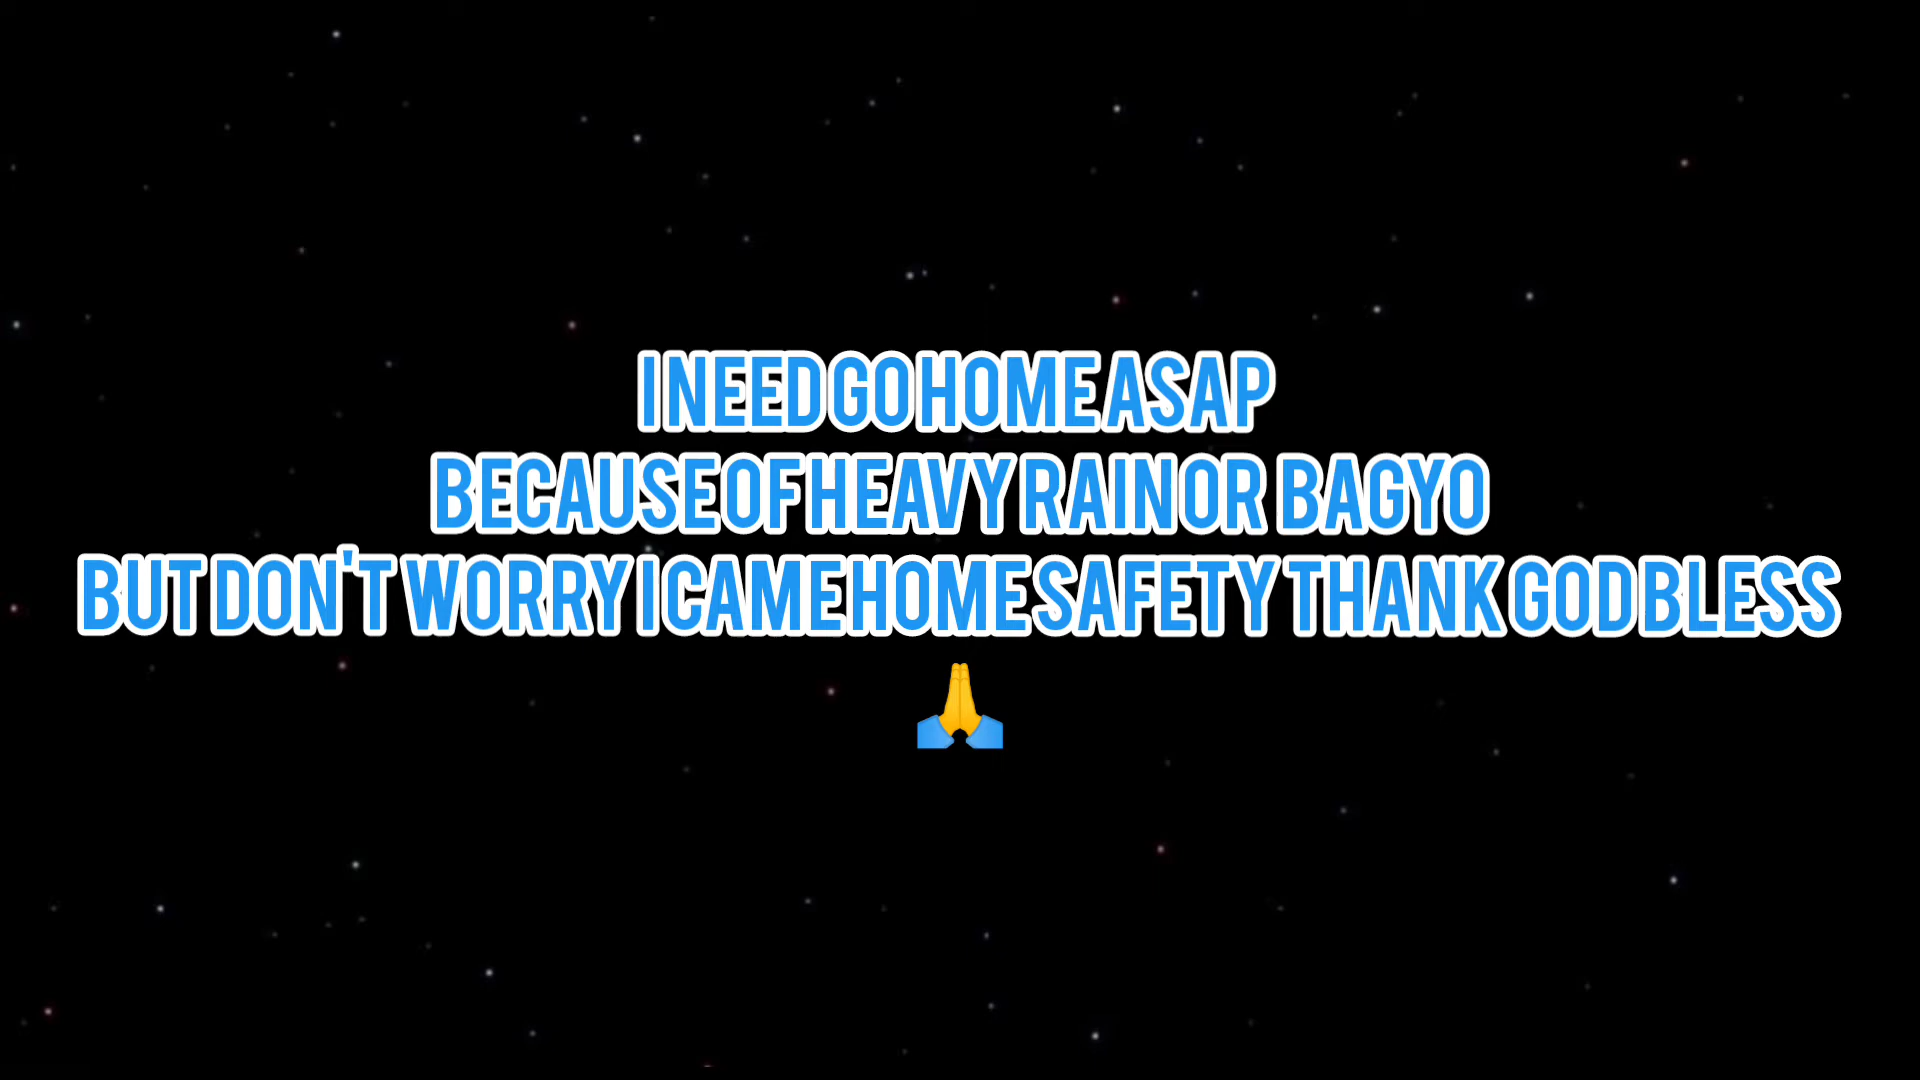 I NEED GO HOME ASAP
BECAUSE OF HEAVY RAIN OR BAGYO
BUT DON'T WORRY I CAME HOME SAFETY THANK GOD BLESS
🙏